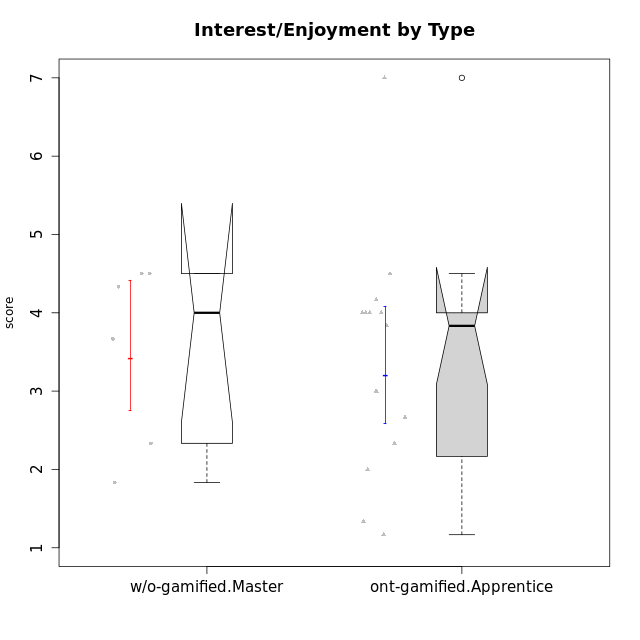 Interest/Enjoyment by Type
7
6
5
4
3
2
1
score
w/o-gamified.Master
ont-gamified.Apprentice